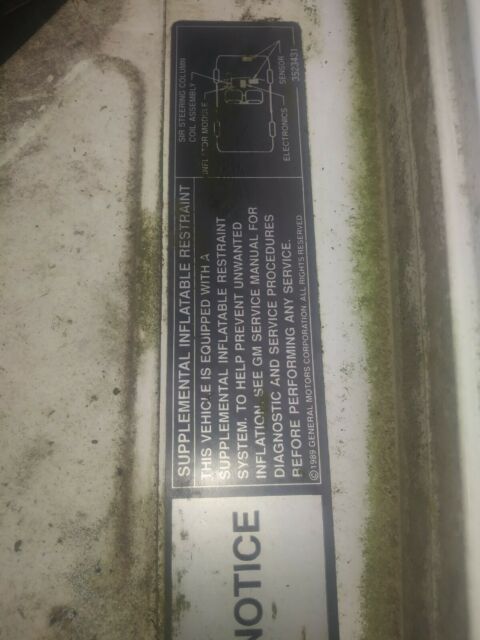 NOTICE
SUPPLEMENTAL INFLATABLE RESTRAINT
THIS VEHICLE IS EQUIPPED WITH A
SUPPLEMENTAL INFLATABLE RESTRAINT
SYSTEM. TO HELP PREVENT UNWANTED
INFLATION, SEE GM SERVICE MANUAL FOR
DIAGNOSTIC AND SERVICE PROCEDURES
BEFORE PERFORMING ANY SERVICE.
©1989 GENERAL MOTORS CORPORATION. ALL RIGHTS RESERVED
SIR STEERING COLUMN
COIL ASSEMBLY
INFLATOR MODULE
ELECTRONICS
SENSOR
3523431